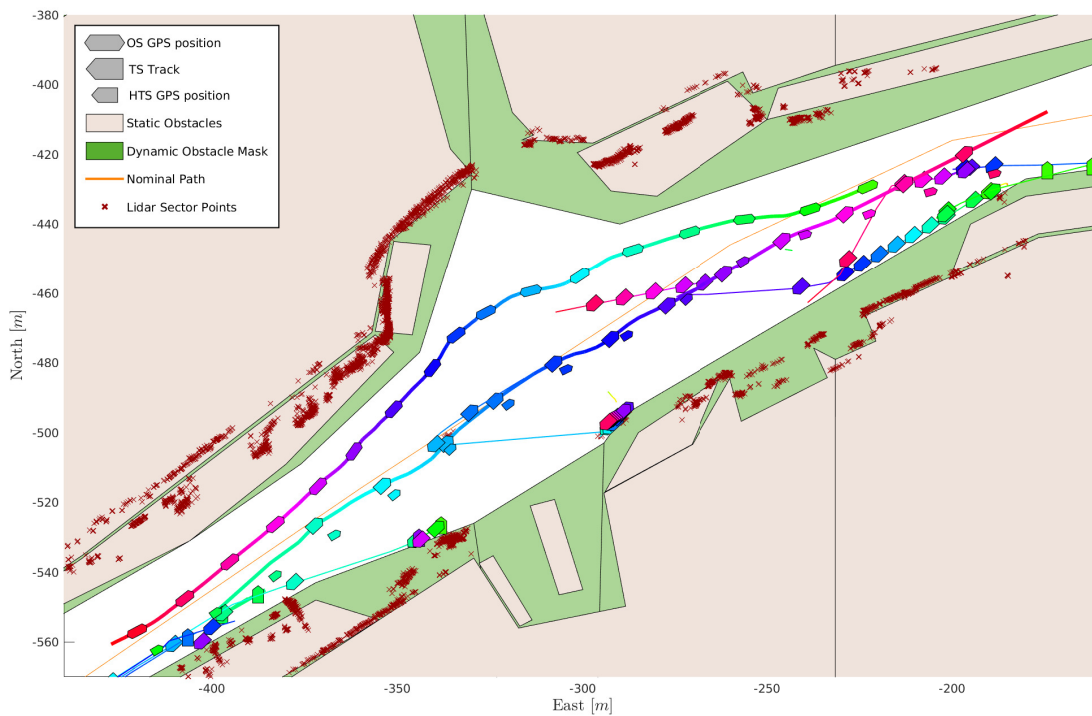 -380
-400
-420
-440
-460
-480
-500
-520
-540
-560
North [m]
OS GPS position
TS Track
HTS GPS position
Static Obstacles
Dynamic Obstacle Mask
Nominal Path
Lidar Sector Points
-400
-350
-300
-250
-200
East [m]